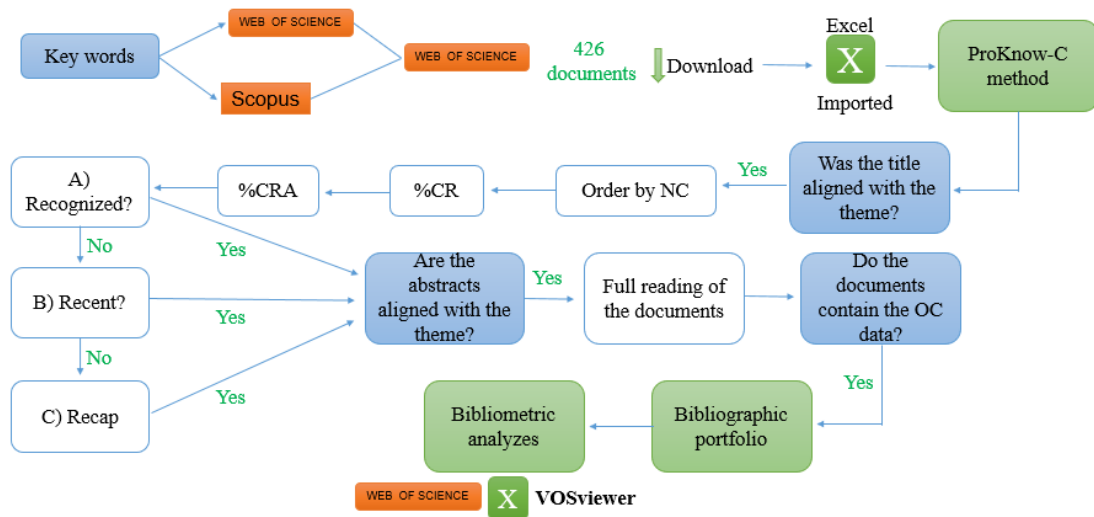 WEB OF SCIENCE
Key words
Scopus
WEB OF SCIENCE
426
documents
Download
Excel
X
Imported
ProKnow-C
method
Was the title
aligned with the
theme?
Yes
Order by NC
%CR
%CRA
A)
Recognized?
No
Yes
B) Recent?
Yes
No
C) Recap
Yes
Are the
abstracts
aligned with the
theme?
Yes
Full reading of
the documents
Do the
documents
contain the OC
data?
Yes
Bibliographic
portfolio
Bibliometric
analyzes
WEB OF SCIENCE
X
VOSviewer